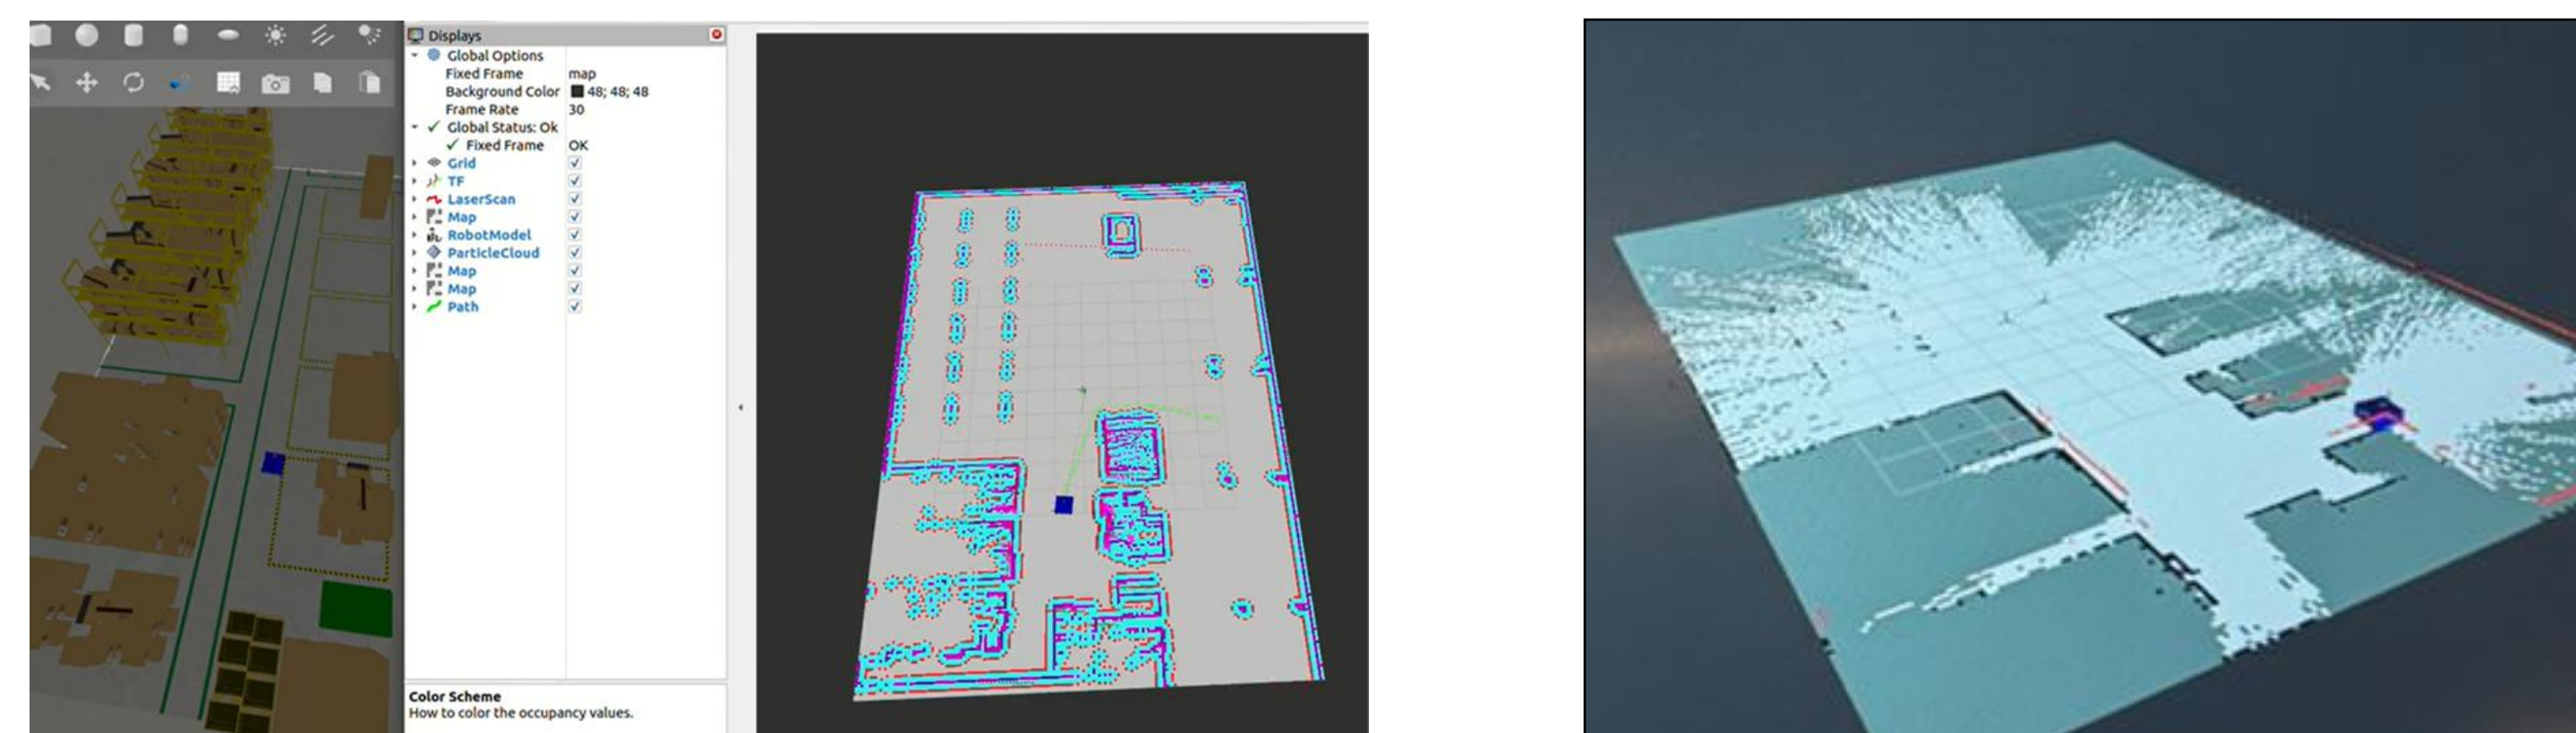 Displays
Global Options
Fixed Frame map
Background Color 48; 48; 48
Frame Rate 30
Global Status: Ok
Fixed Frame OK
Grid
TF
LaserScan
Map
RobotModel
ParticleCloud
Map
Map
Path
Color Scheme
How to color the occupancy values.